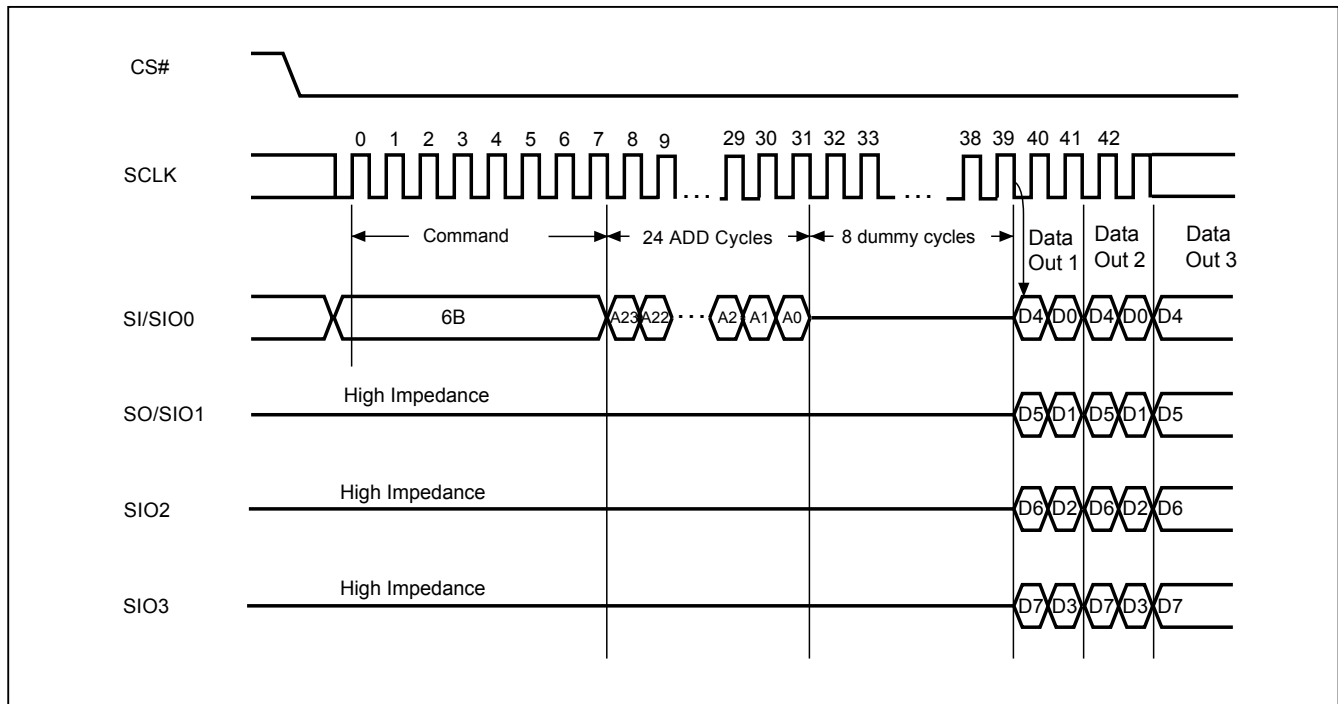 CS#
0 1 2 3 4 5 6 7 8 9 29 30 31 32 33 38 39 40 41 42
SCLK
. . . . . .
Command 24 ADD Cycles 8 dummy cycles Data Out 1 Data Out 2 Data Out 3
SI/SIO0 6B A23 A22 . . . A2 A1 A0 D4 D0 D4 D0 D4
High Impedance
SO/SIO1 D5 D1 D5 D1 D5
High Impedance
SIO2 D6 D2 D6 D2 D6
High Impedance
SIO3 D7 D3 D7 D3 D7